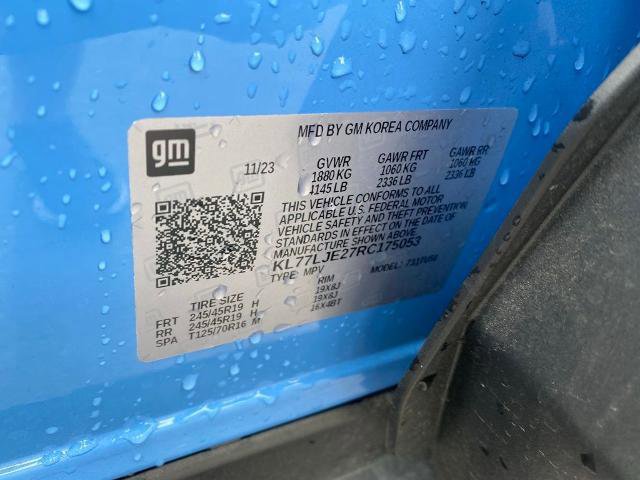 gm
MFD BY GM KOREA COMPANY
11/23
GVWR GAWR FRT GAWR RR
1880 KG 1060 KG 1060 KG
4145 LB 2336 LB 2336 LB
THIS VEHICLE CONFORMS TO ALL
APPLICABLE U.S. FEDERAL MOTOR
VEHICLE SAFETY AND THEFT PREVENTION
STANDARDS IN EFFECT ON THE DATE OF
MANUFACTURE SHOWN ABOVE.
KL77LJE27RC175053
TYPE: MPV MODEL:
TIRE SIZE RIM
FRT 245/45R19 H 19X8J
RR 245/45R19 H 19X8J
SPA T125/70R16 M 16X4BT